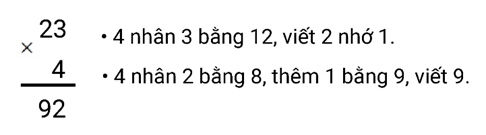 23
×
4
92
• 4 nhân 3 bằng 12, viết 2 nhớ 1.
• 4 nhân 2 bằng 8, thêm 1 bằng 9, viết 9.